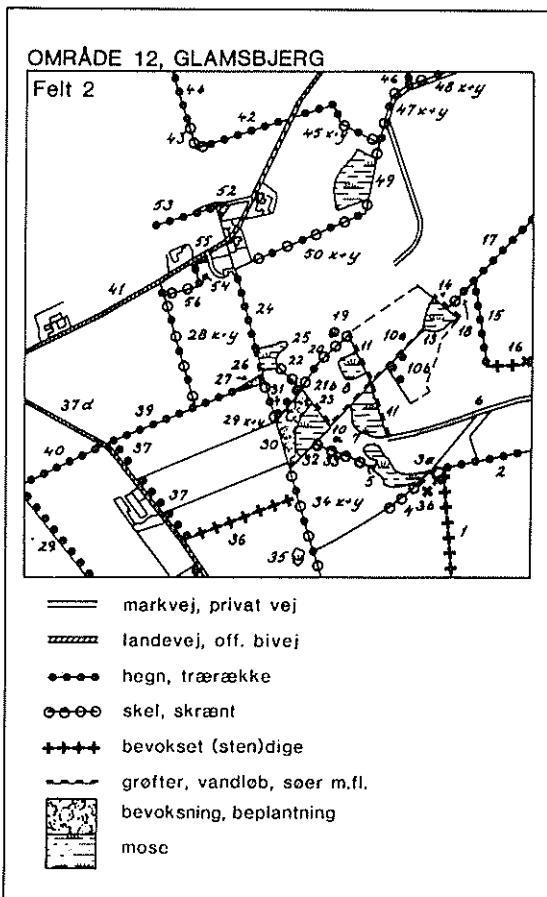 OMRÅDE 12, GLAMSBJERG
Felt 2
44 46 48 x+y
42 47 x+y
43 45 x+y
49
52
53
55 50 x+y 17
54
41 56 24 14
19 15
28 x+y 25 10a 13 18
26 22 20 11 16
27 10b
31 21b 8
37d 39 23 6
29 x+y 11
40 37 30 10 7
a 3a 2
32 33 5
37 34 x+y 4 3b
29 36 1
35
markvej, privat vej
landevej, off. bivej
hegn, trærække
skel, skrænt
bevokset (sten)dige
grøfter, vandløb, søer m.fl.
bevoksning, beplantning
mose